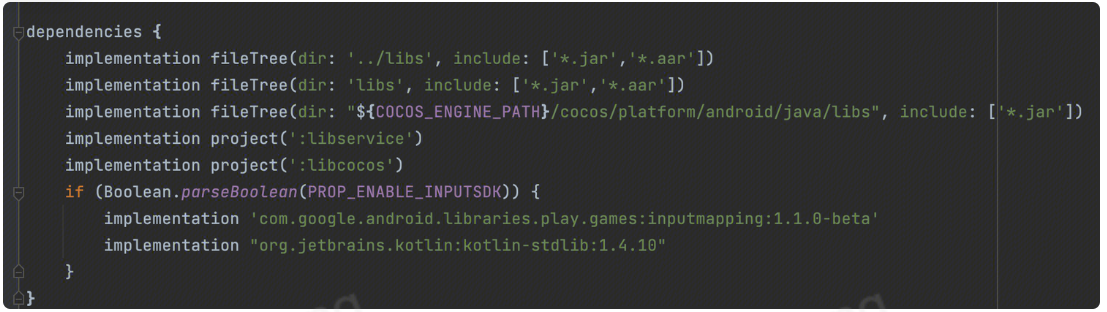 dependencies {
    implementation fileTree(dir: '../libs', include: ['*.jar','*.aar'])
    implementation fileTree(dir: 'libs', include: ['*.jar','*.aar'])
    implementation fileTree(dir: "${COCOS_ENGINE_PATH}/cocos/platform/android/java/libs", include: ['*.jar'])
    implementation project(':libservice')
    implementation project(':libcocos')
    if (Boolean.parseBoolean(PROP_ENABLE_INPUTSDK)) {
        implementation 'com.google.android.libraries.play.games:inputmapping:1.1.0-beta'
        implementation "org.jetbrains.kotlin:kotlin-stdlib:1.4.10"
    }
}